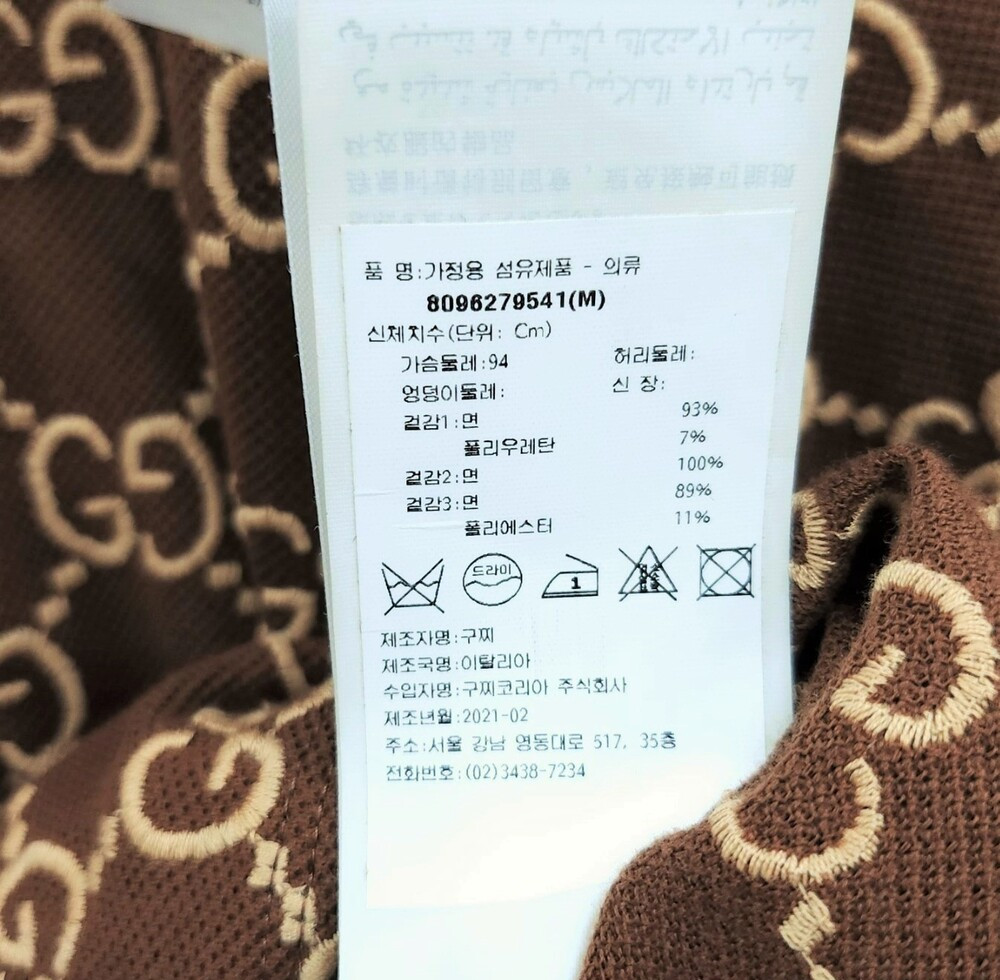 품 명:가정용 섬유제품 - 의류
8096279541(M)
신체치수(단위: Cm)
가슴둘레:94 허리둘레:
엉덩이둘레: 신 장:
겉감1:면 93%
폴리우레탄 7%
겉감2:면 100%
겉감3:면 89%
폴리에스터 11%
드라이 1
제조자명:구찌
제조국명:이탈리아
수입자명:구찌코리아 주식회사
제조년월:2021-02
주소:서울 강남 영동대로 517, 35층
전화번호:(02)3438-7234